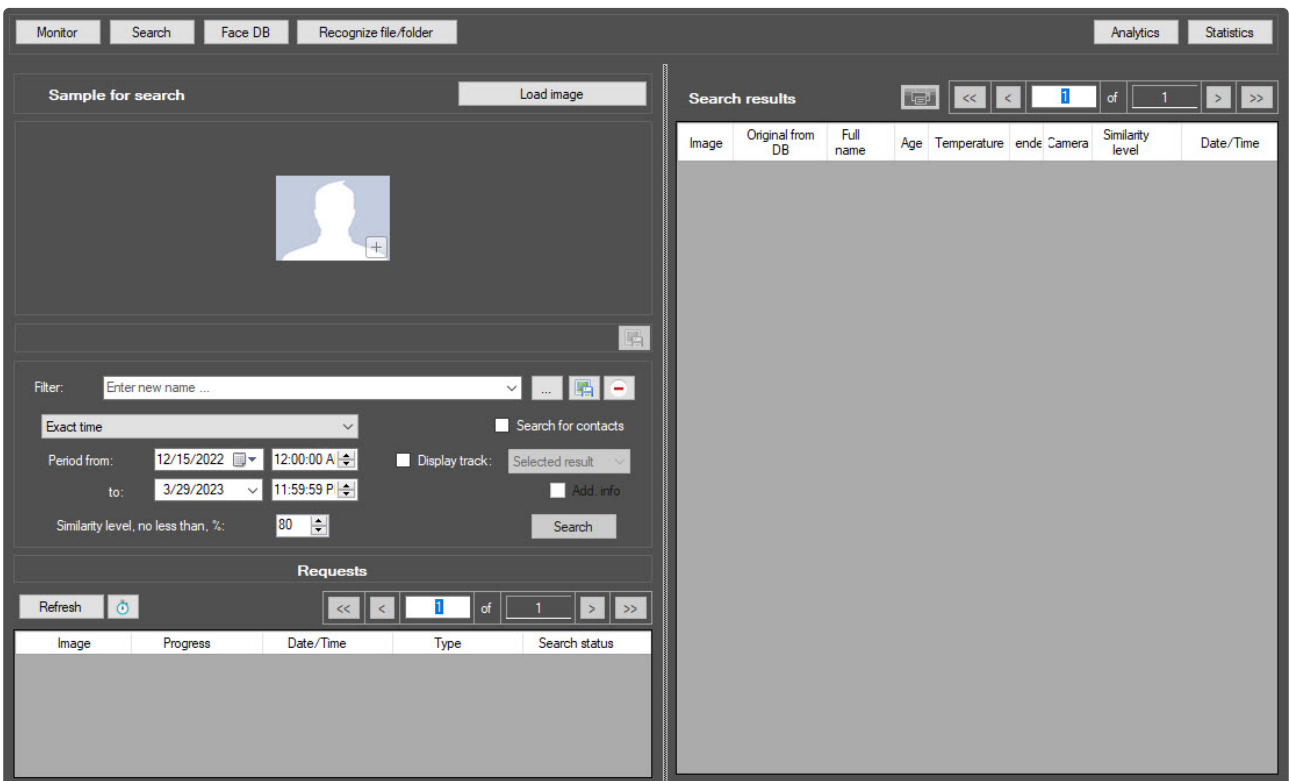 Monitor Search Face DB Recognize file/folder Analytics Statistics
Sample for search Load image
Filter: Enter new name ... ...
Exact time Search for contacts
Period from: 12/15/2022 12:00:00 A Display track: Selected result
to: 3/29/2023 11:59:59 P Add. info
Similarity level, no less than, %: 80 Search
Requests
Refresh << < 1 of 1 > >>
Image Progress Date/Time Type Search status
Search results << < 1 of 1 > >>
Image Original from DB Full name Age Temperature ende Camera Similarity level Date/Time